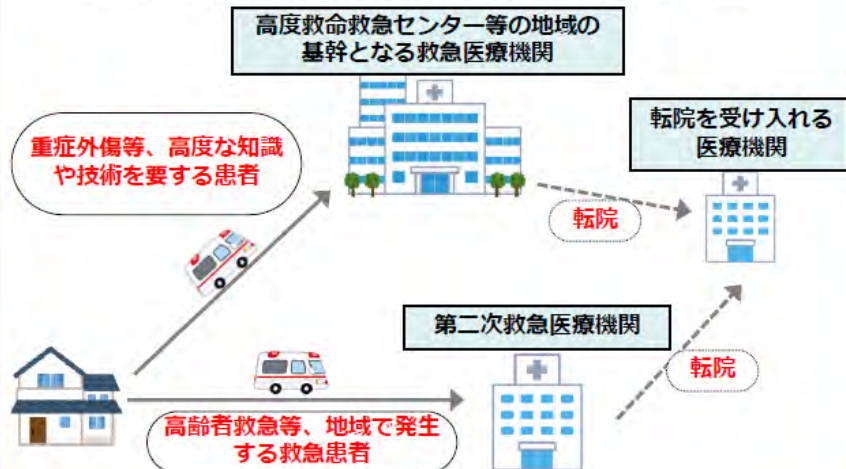 高度救命救急センター等の地域の
基幹となる救急医療機関
転院を受け入れる
医療機関
重症外傷等、高度な知識
や技術を要する患者
転院
第二次救急医療機関
転院
高齢者救急等、地域で発生
する救急患者